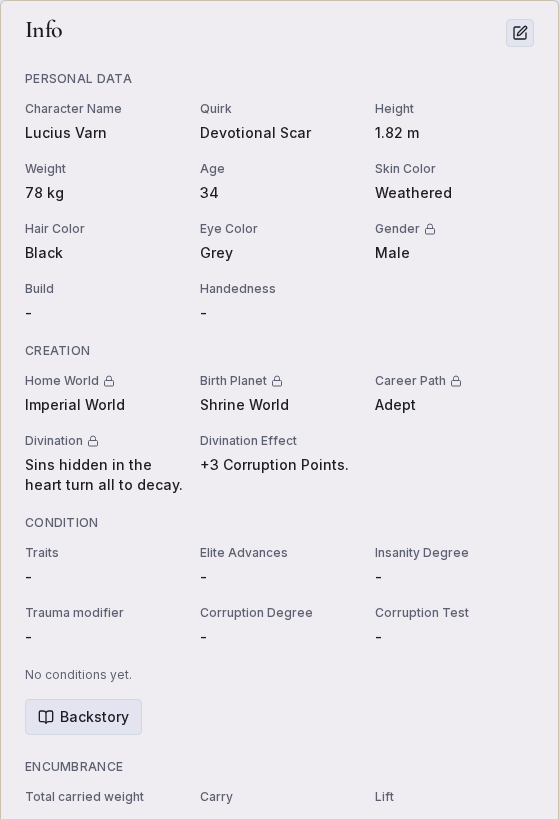 Info
PERSONAL DATA
Character Name Quirk Height
Lucius Varn Devotional Scar 1.82 m
Weight Age Skin Color
78 kg 34 Weathered
Hair Color Eye Color Gender
Black Grey Male
Build Handedness
- -
CREATION
Home World Birth Planet Career Path
Imperial World Shrine World Adept
Divination Divination Effect
Sins hidden in the +3 Corruption Points.
heart turn all to decay.
CONDITION
Traits Elite Advances Insanity Degree
- - -
Trauma modifier Corruption Degree Corruption Test
- - -
No conditions yet.
Backstory
ENCUMBRANCE
Total carried weight Carry Lift